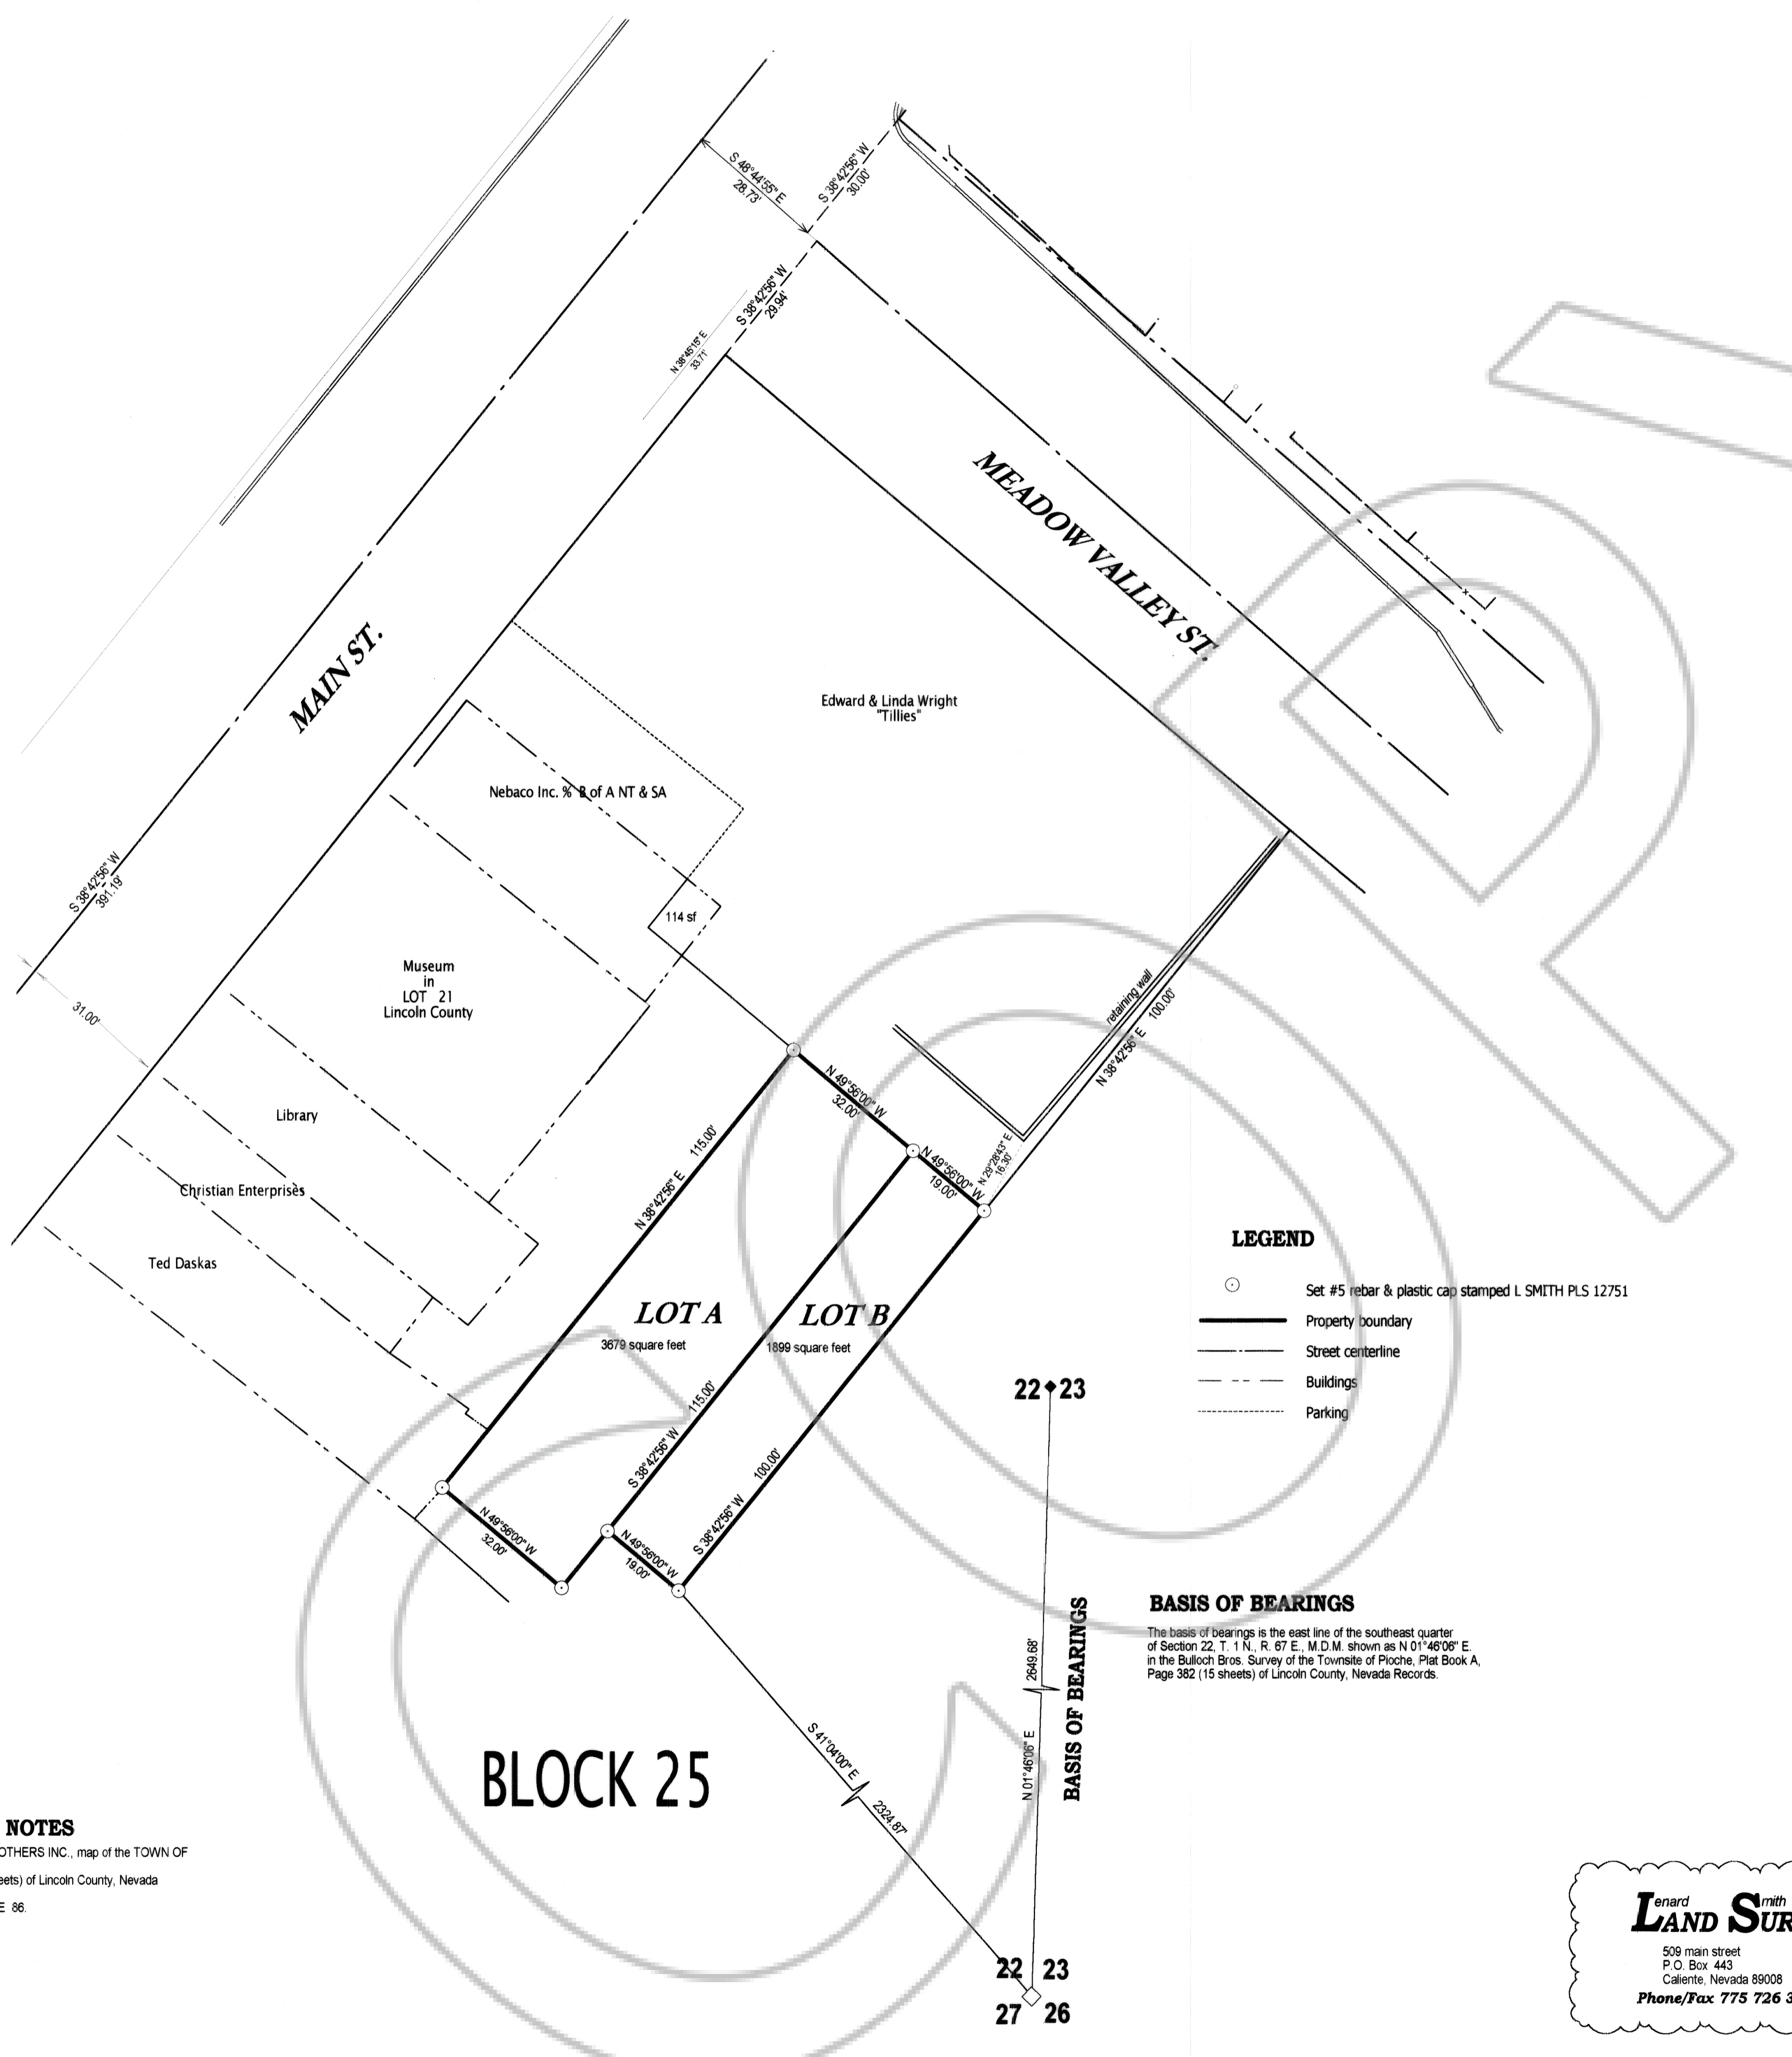 S 48°44'55" E
28.73'
S 38°42'56" W
30.00'
S 38°42'56" W
29.94'
N 38°45'15" E
33.71'
MEADOW VALLEY ST.
MAIN ST.
Edward & Linda Wright
"Tillies"
Nebaco Inc. % B of A NT & SA
S 38°42'56" W
391.19'
114 sf
Museum
in
LOT 21
Lincoln County
31.00'
retaining wall
N 38°42'56" E 100.00'
N 49°56'00" W
32.00'
Library
N 38°42'56" E 115.00'
N 49°56'00" W
19.00'
N 29°28'43" E
16.30'
Christian Enterprises
Ted Daskas
LOT A
3679 square feet
LOT B
1899 square feet
LEGEND
Set #5 rebar & plastic cap stamped L SMITH PLS 12751
Property boundary
Street centerline
Buildings
Parking
22 23
S 38°42'56" W 115.00'
S 38°42'56" W 100.00'
N 49°56'00" W
32.00'
N 49°56'00" W
19.00'
BASIS OF BEARINGS
The basis of bearings is the east line of the southeast quarter
of Section 22, T. 1 N., R. 67 E., M.D.M. shown as N 01°46'06" E.
in the Bulloch Bros. Survey of the Townsite of Pioche, Plat Book A,
Page 382 (15 sheets) of Lincoln County, Nevada Records.
N 01°46'06" E 2649.68'
BASIS OF BEARINGS
S 41°04'00" E 2324.87'
BLOCK 25
NOTES
OTHERS INC., map of the TOWN OF
eets) of Lincoln County, Nevada
E 86.
22 23
27 26
Lenard Smith
LAND SUR
509 main street
P.O. Box 443
Caliente, Nevada 89008
Phone/Fax 775 726 3